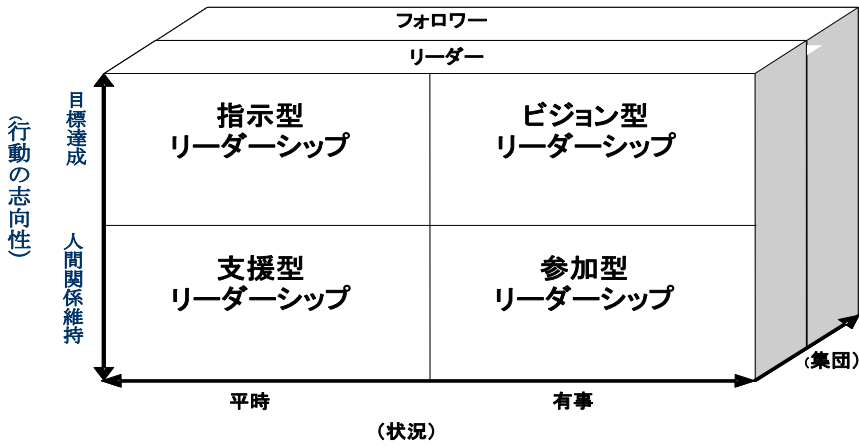 フォロワー
リーダー
(行動の志向性)
目標達成
人間関係維持
指示型
リーダーシップ
ビジョン型
リーダーシップ
支援型
リーダーシップ
参加型
リーダーシップ
(集団)
平時
有事
(状況)